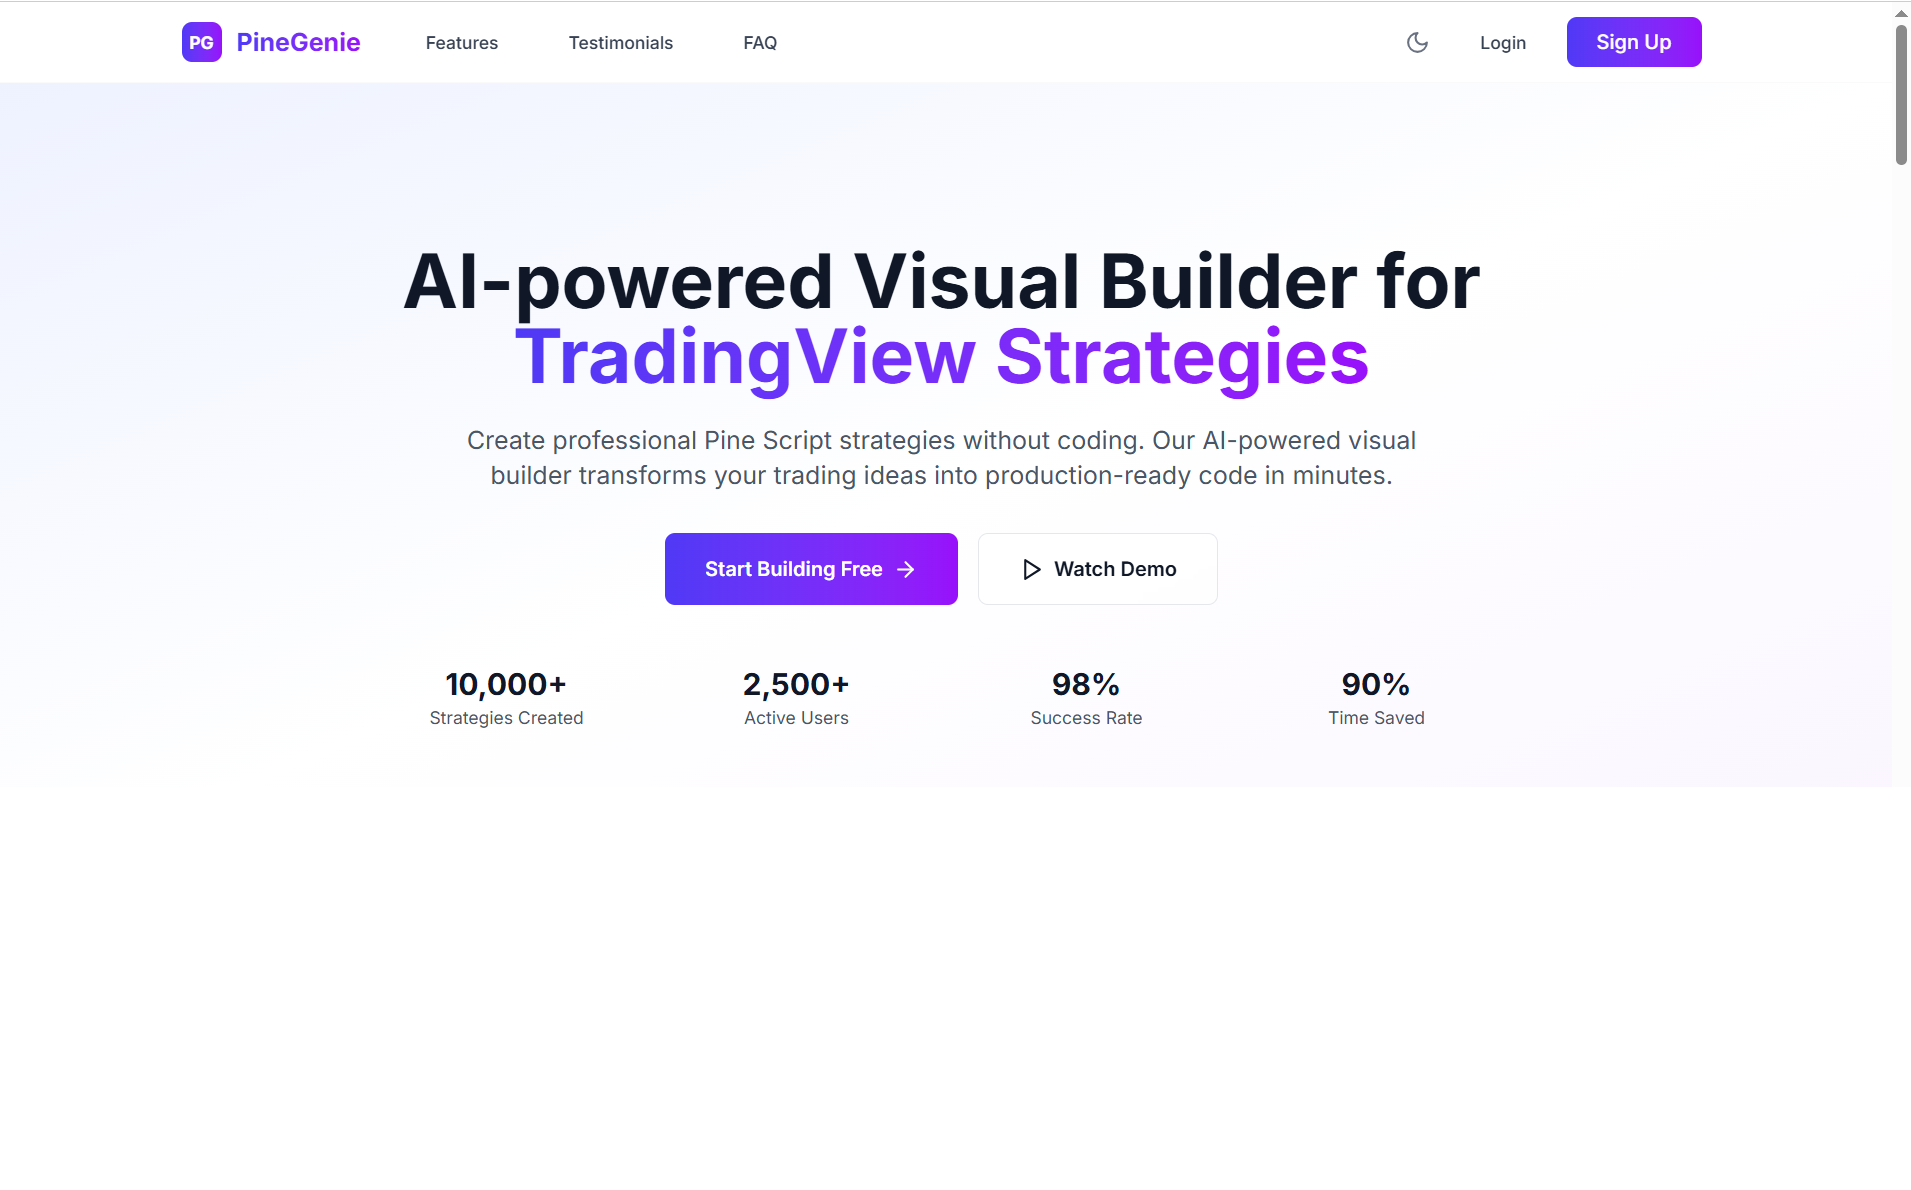 PG PineGenie Features Testimonials FAQ Login Sign Up
AI-powered Visual Builder for
TradingView Strategies
Create professional Pine Script strategies without coding. Our AI-powered visual
builder transforms your trading ideas into production-ready code in minutes.
Start Building Free Watch Demo
10,000+ 2,500+ 98% 90%
Strategies Created Active Users Success Rate Time Saved